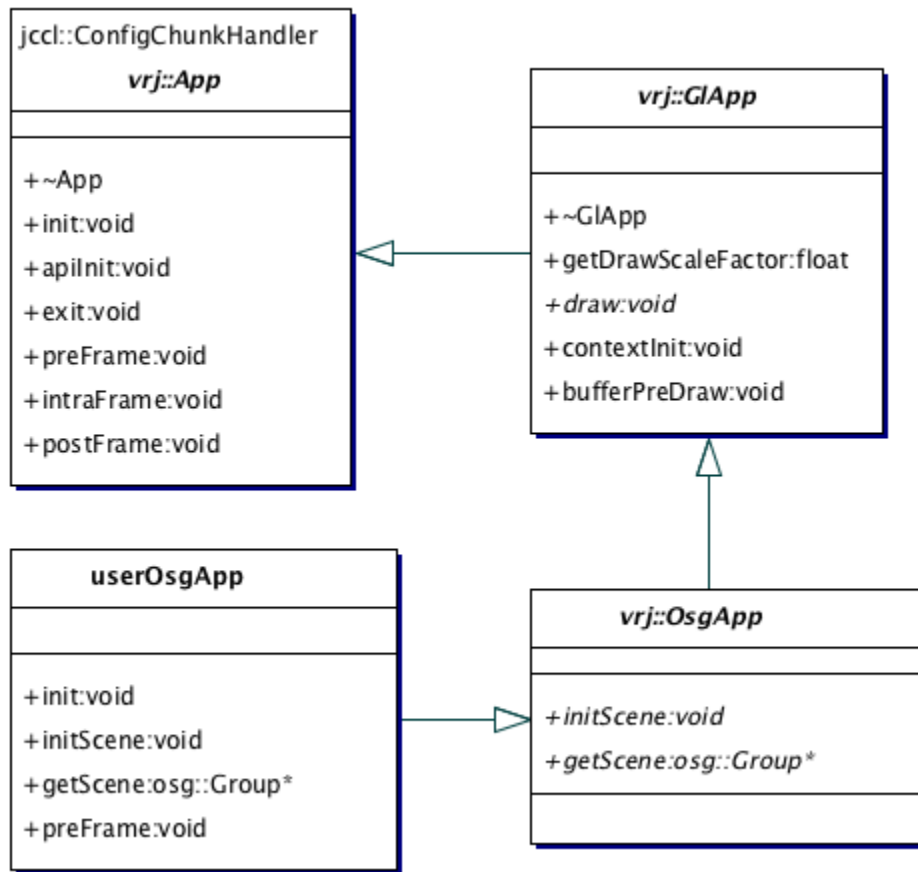 jccl::ConfigChunkHandler
vrj::App
+~App
+init:void
+apiInit:void
+exit:void
+preFrame:void
+intraFrame:void
+postFrame:void
vrj::GlApp
+~GlApp
+getDrawScaleFactor:float
+draw:void
+contextInit:void
+bufferPreDraw:void
userOsgApp
+init:void
+initScene:void
+getScene:osg::Group*
+preFrame:void
vrj::OsgApp
+initScene:void
+getScene:osg::Group*